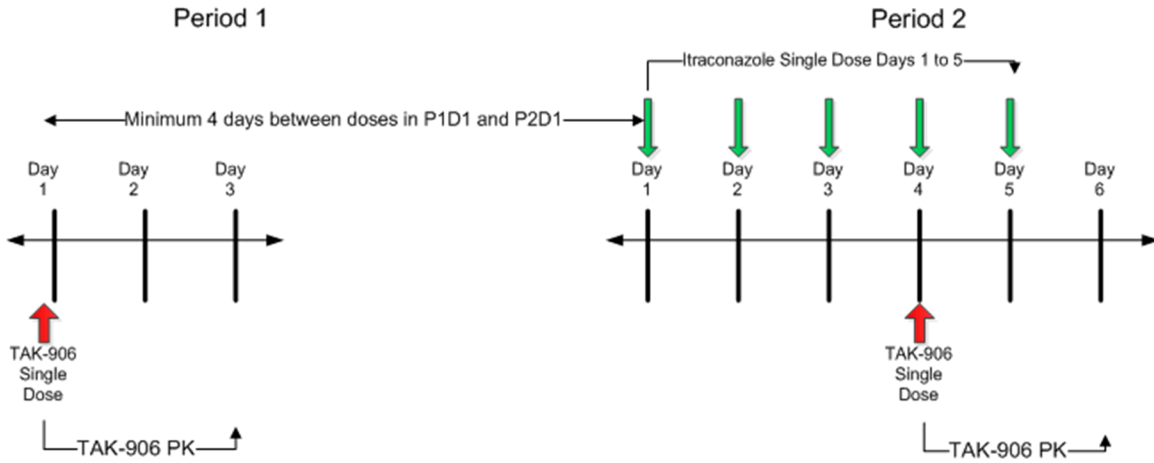 Period 1
Period 2
Itraconazole Single Dose Days 1 to 5
Minimum 4 days between doses in P1D1 and P2D1
Day
1
Day
2
Day
3
Day
1
Day
2
Day
3
Day
4
Day
5
Day
6
TAK-906
Single
Dose
TAK-906
Single
Dose
TAK-906 PK
TAK-906 PK